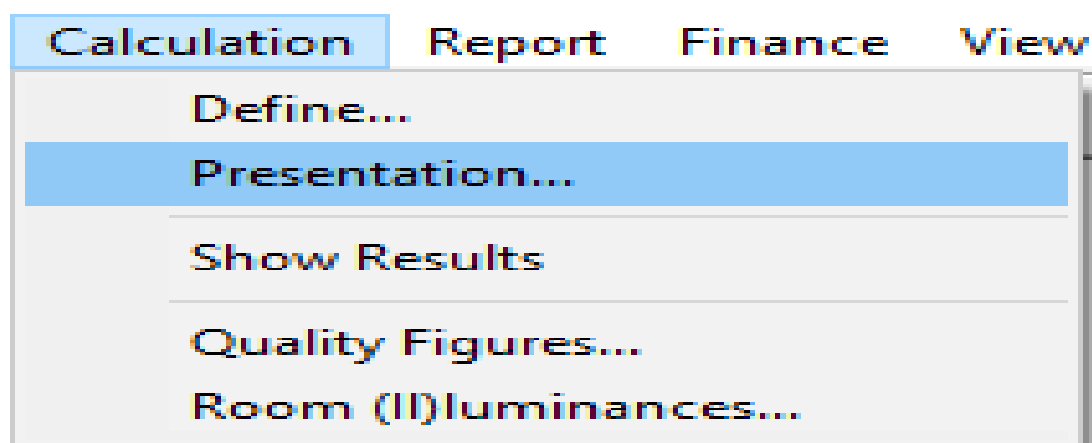 Calculation Report Finance View
Define...
Presentation...
Show Results
Quality Figures...
Room (Il)luminances...